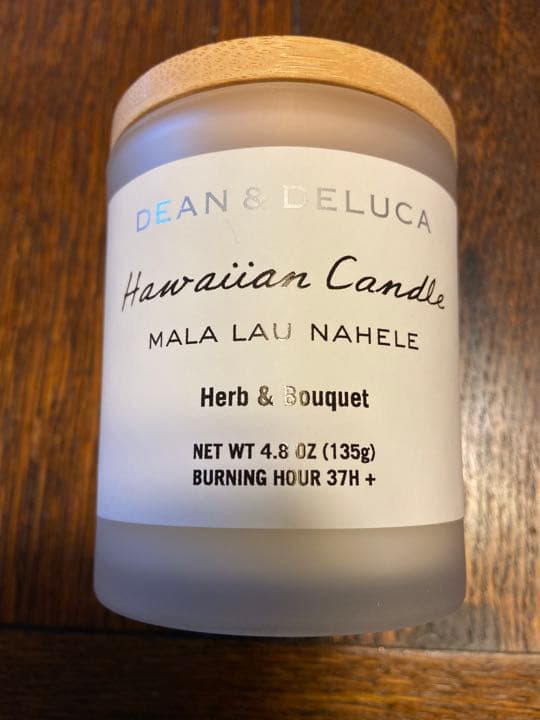 DEAN & DELUCA
Hawaiian Candle
MALA LAU NAHELE
Herb & Bouquet
NET WT 4.8 OZ (135g)
BURNING HOUR 37H +